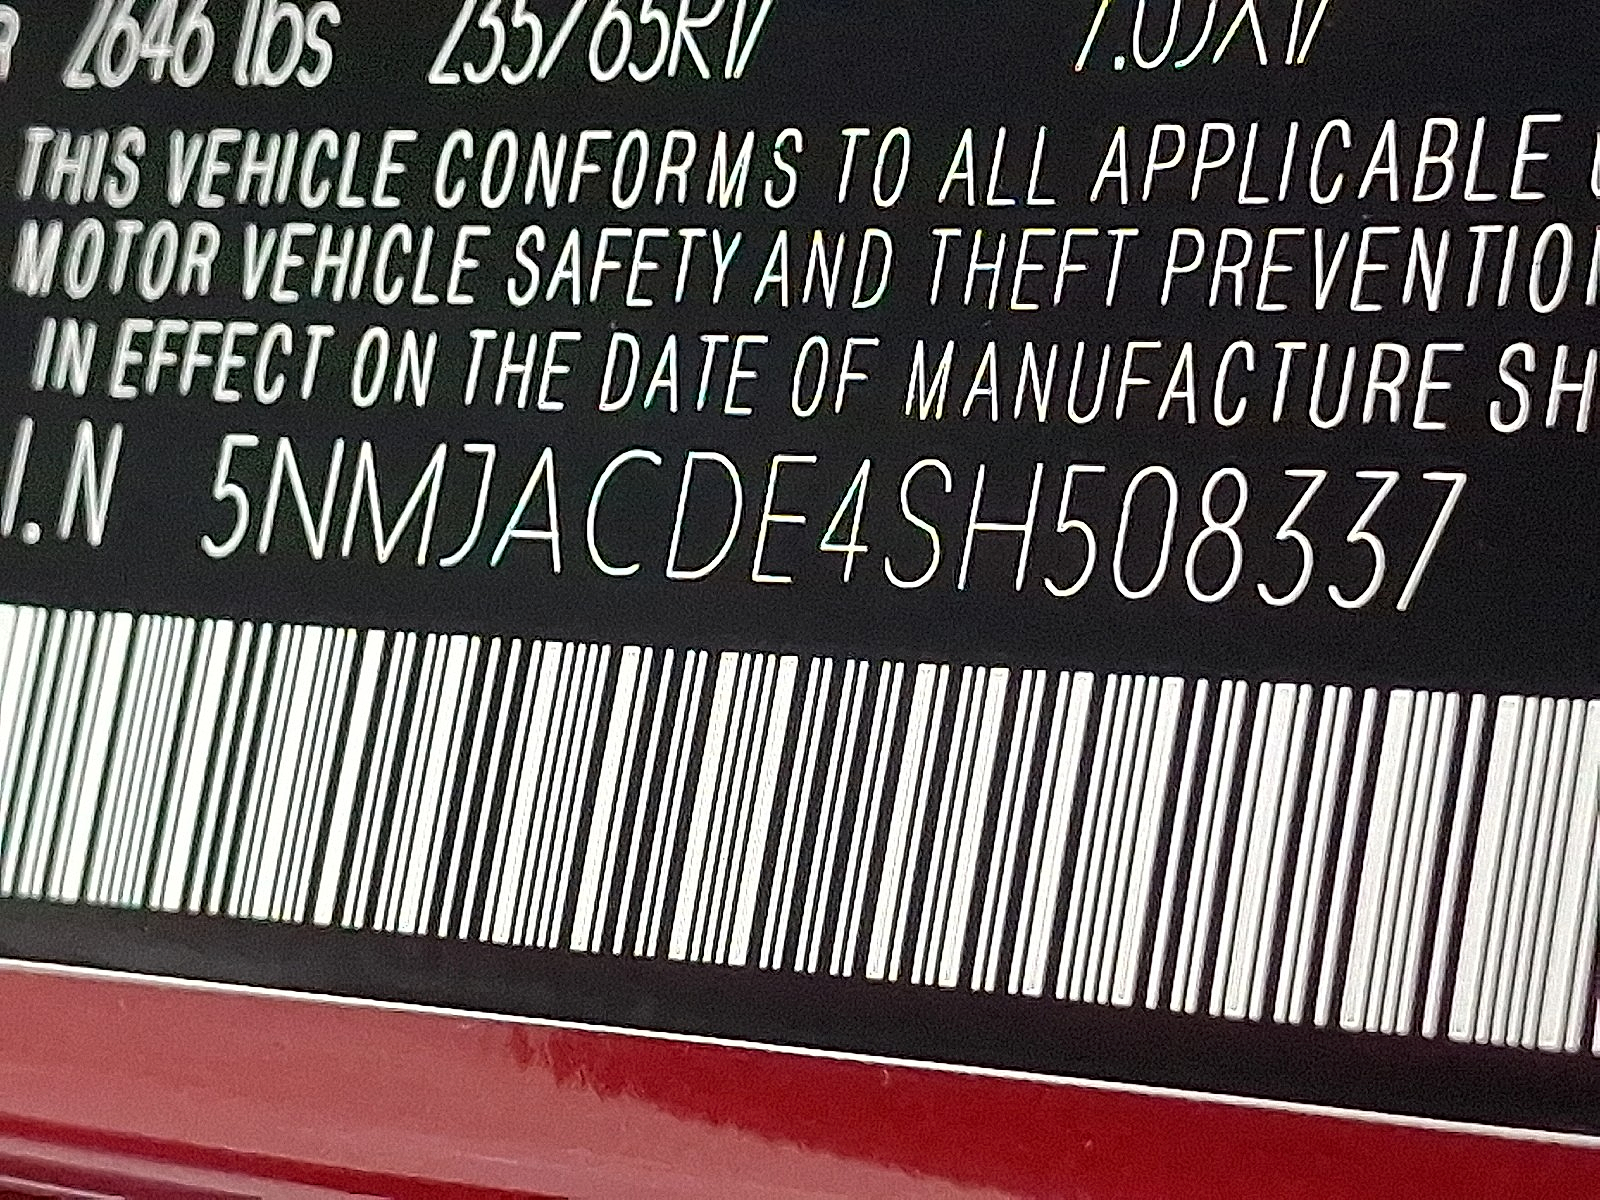 2646 lbs 235/65R17 7.0JX17
THIS VEHICLE CONFORMS TO ALL APPLICABLE
MOTOR VEHICLE SAFETY AND THEFT PREVENTION
IN EFFECT ON THE DATE OF MANUFACTURE SH
I.N 5NMJACDE4SH508337